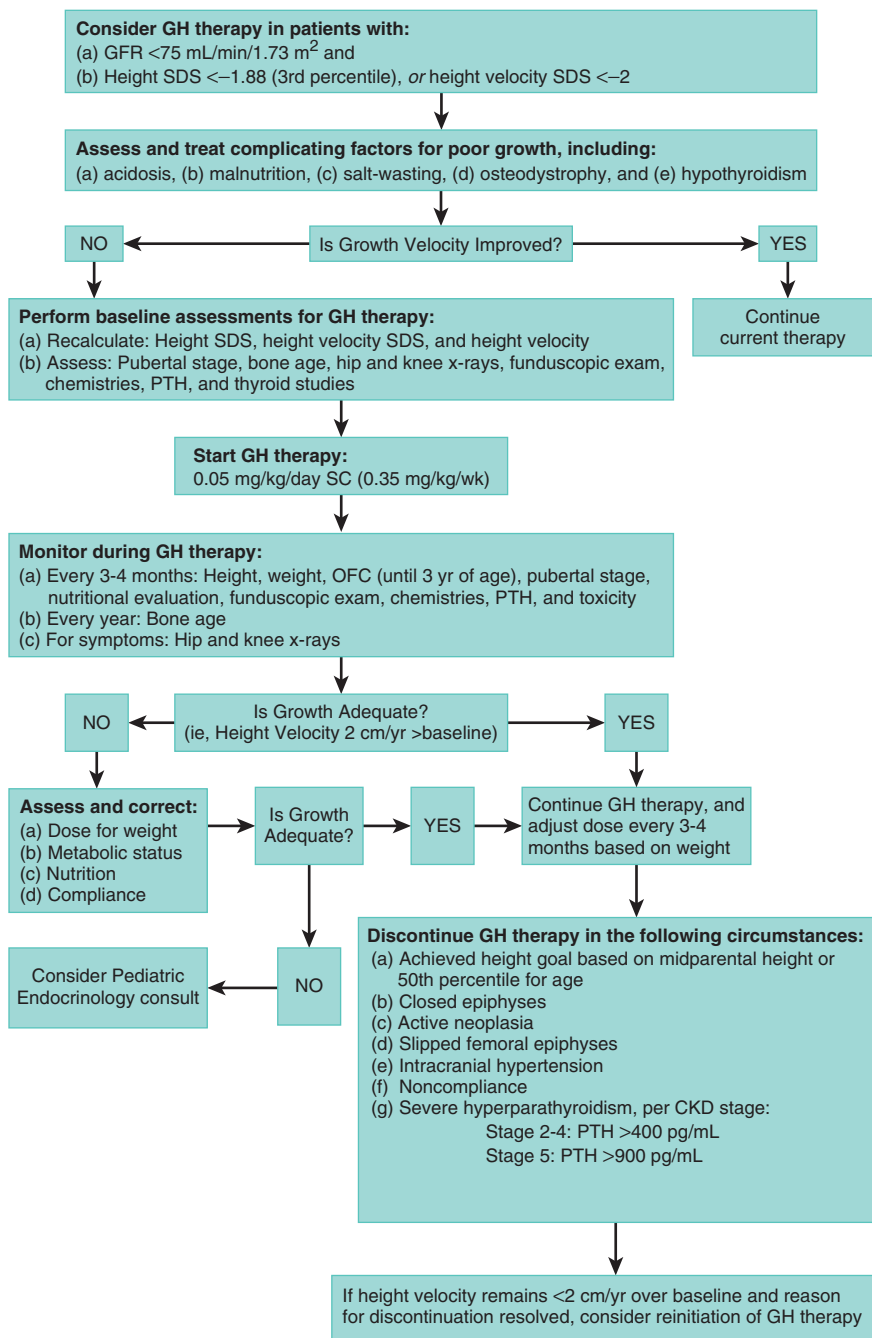 Consider GH therapy in patients with:
(a) GFR <75 mL/min/1.73 m² and
(b) Height SDS <–1.88 (3rd percentile), or height velocity SDS <–2
Assess and treat complicating factors for poor growth, including:
(a) acidosis, (b) malnutrition, (c) salt-wasting, (d) osteodystrophy, and (e) hypothyroidism
NO
Is Growth Velocity Improved?
YES
Perform baseline assessments for GH therapy:
(a) Recalculate: Height SDS, height velocity SDS, and height velocity
(b) Assess: Pubertal stage, bone age, hip and knee x-rays, funduscopic exam,
chemistries, PTH, and thyroid studies
Continue
current therapy
Start GH therapy:
0.05 mg/kg/day SC (0.35 mg/kg/wk)
Monitor during GH therapy:
(a) Every 3-4 months: Height, weight, OFC (until 3 yr of age), pubertal stage,
nutritional evaluation, funduscopic exam, chemistries, PTH, and toxicity
(b) Every year: Bone age
(c) For symptoms: Hip and knee x-rays
NO
Is Growth Adequate?
(ie, Height Velocity 2 cm/yr >baseline)
YES
Assess and correct:
(a) Dose for weight
(b) Metabolic status
(c) Nutrition
(d) Compliance
Is Growth
Adequate?
YES
Continue GH therapy, and
adjust dose every 3-4
months based on weight
NO
Consider Pediatric
Endocrinology consult
Discontinue GH therapy in the following circumstances:
(a) Achieved height goal based on midparental height or
50th percentile for age
(b) Closed epiphyses
(c) Active neoplasia
(d) Slipped femoral epiphyses
(e) Intracranial hypertension
(f) Noncompliance
(g) Severe hyperparathyroidism, per CKD stage:
Stage 2-4: PTH >400 pg/mL
Stage 5: PTH >900 pg/mL
If height velocity remains <2 cm/yr over baseline and reason
for discontinuation resolved, consider reinitiation of GH therapy